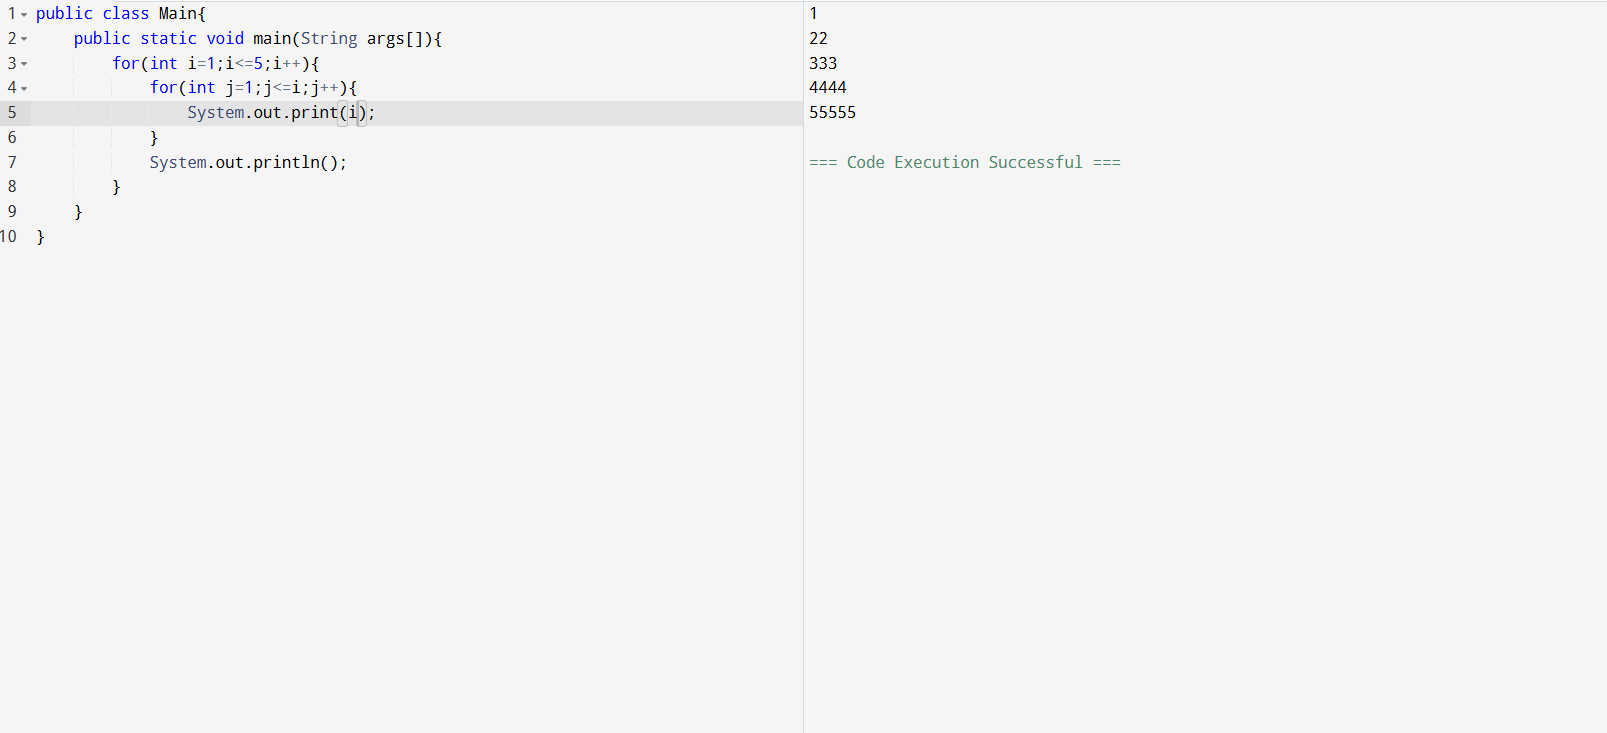 1 public class Main{
2     public static void main(String args[]){
3         for(int i=1;i<=5;i++){
4             for(int j=1;j<=i;j++){
5                 System.out.print(i);
6             }
7             System.out.println();
8         }
9     }
10 }
1
22
333
4444
55555
=== Code Execution Successful ===